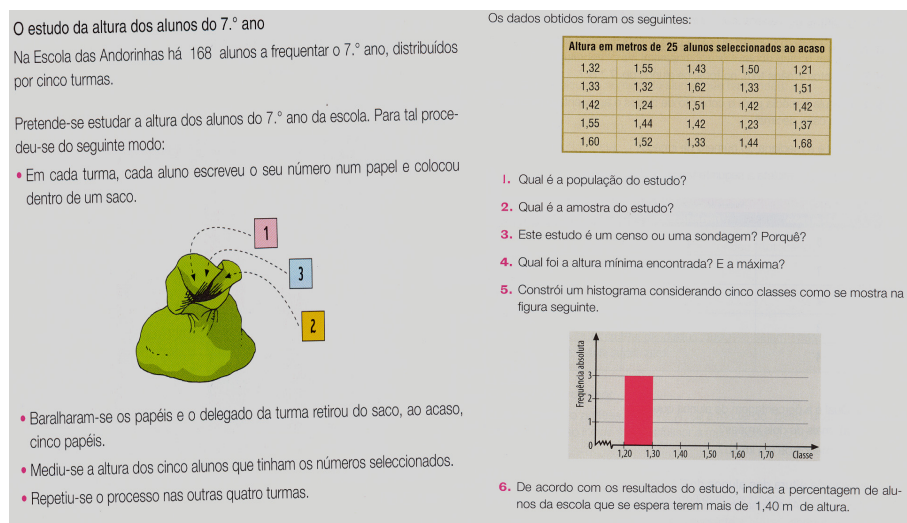 O estudo da altura dos alunos do 7.° ano
Na Escola das Andorinhas há 168 alunos a frequentar o 7.° ano, distribuídos
por cinco turmas.
Pretende-se estudar a altura dos alunos do 7.° ano da escola. Para tal proce-
deu-se do seguinte modo:
• Em cada turma, cada aluno escreveu o seu número num papel e colocou
dentro de um saco.
1
3
2
• Baralharam-se os papéis e o delegado da turma retirou do saco, ao acaso,
cinco papéis.
• Mediu-se a altura dos cinco alunos que tinham os números seleccionados.
• Repetiu-se o processo nas outras quatro turmas.
Os dados obtidos foram os seguintes:
Altura em metros de 25 alunos seleccionados ao acaso
1,32 1,55 1,43 1,50 1,21
1,33 1,32 1,62 1,33 1,51
1,42 1,24 1,51 1,42 1,42
1,55 1,44 1,42 1,23 1,37
1,60 1,52 1,33 1,44 1,68
1. Qual é a população do estudo?
2. Qual é a amostra do estudo?
3. Este estudo é um censo ou uma sondagem? Porquê?
4. Qual foi a altura mínima encontrada? E a máxima?
5. Constrói um histograma considerando cinco classes como se mostra na
figura seguinte.
Frequência absoluta
3
2
1
0
1,20 1,30 1,40 1,50 1,60 1,70 Classe
6. De acordo com os resultados do estudo, indica a percentagem de alu-
nos da escola que se espera terem mais de 1,40 m de altura.